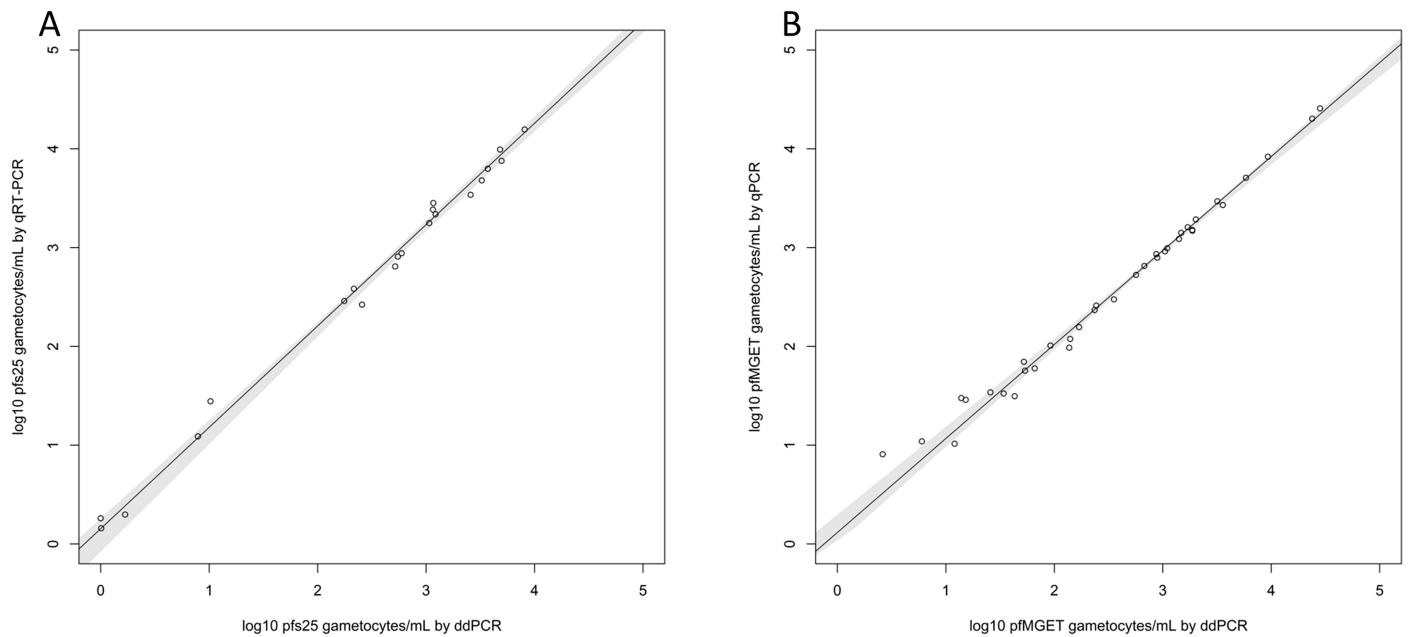 A
log10 pfs25 gametocytes/mL by qRT-PCR
5
4
3
2
1
0
0 1 2 3 4 5
log10 pfs25 gametocytes/mL by ddPCR
B
log10 pfMGET gametocytes/mL by qPCR
5
4
3
2
1
0
0 1 2 3 4 5
log10 pfMGET gametocytes/mL by ddPCR